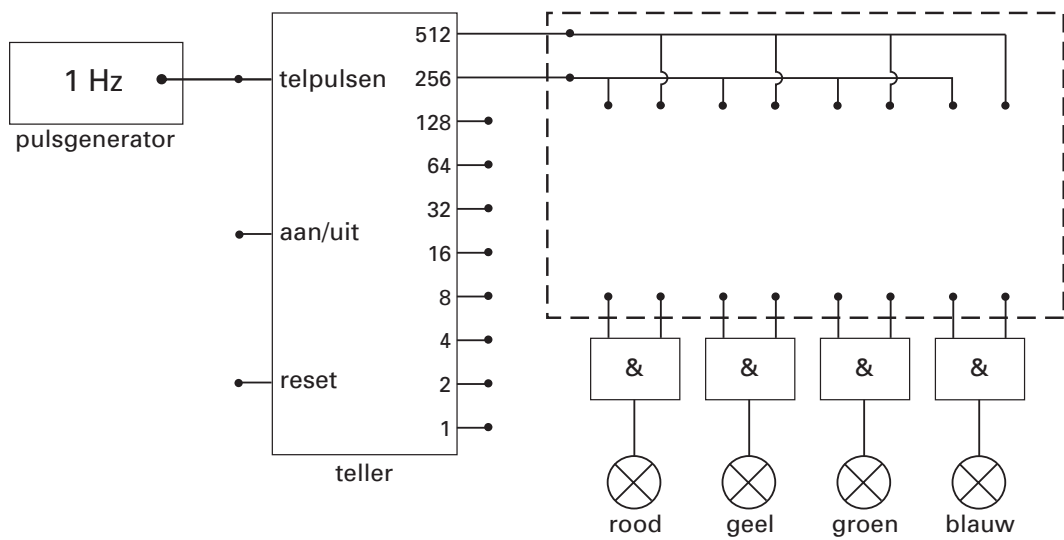 1 Hz
pulsgenerator
telpulsen
aan/uit
reset
teller
512
256
128
64
32
16
8
4
2
1
& & & &
rood geel groen blauw